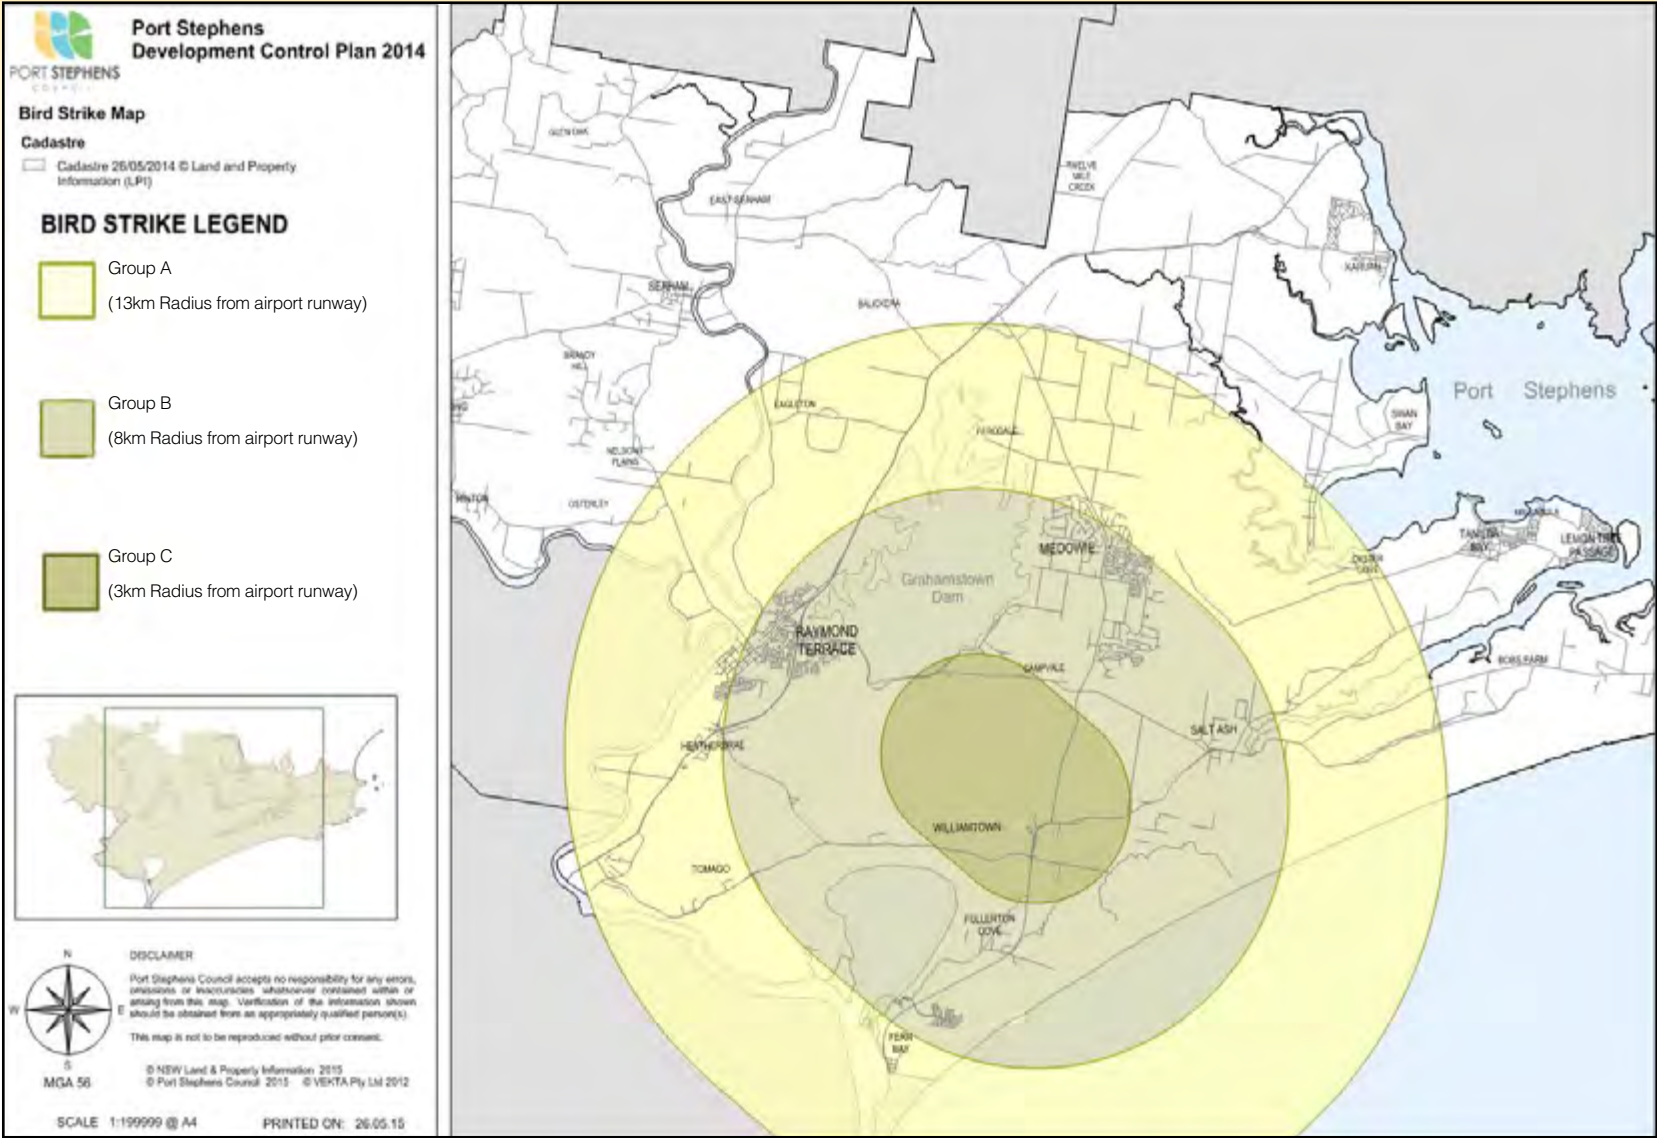 PORT STEPHENS
COUNCIL
Port Stephens
Development Control Plan 2014
Bird Strike Map
Cadastre
Cadastre 26/05/2014 © Land and Property
Information (LPI)
BIRD STRIKE LEGEND
Group A
(13km Radius from airport runway)
Group B
(8km Radius from airport runway)
Group C
(3km Radius from airport runway)
N
W
E
S
MGA 56
DISCLAIMER
Port Stephens Council accepts no responsibility for any errors,
omissions or inaccuracies whatsoever contained within or
arising from this map. Verification of the information shown
should be obtained from an appropriately qualified person(s).
This map is not to be reproduced without prior consent.
© NSW Land & Property Information 2015
© Port Stephens Council 2015 © VEKTA Pty Ltd 2012
SCALE 1:199999 @ A4
PRINTED ON: 26.05.15
GLEN OAK
TWELVE
MILE
CREEK
EAST SEAHAM
KARUAH
SEAHAM
BALICKERA
BRANDY
HILL
Port Stephens
EAGLETON
SWAN
BAY
FERODALE
NELSONS
PLAINS
HINTON
OSTERLEY
TANILBA
BAY
LEMON TREE
PASSAGE
MEDOWIE
OYSTER
COVE
Grahamstown
Dam
RAYMOND
TERRACE
CAMPVALE
BOBS FARM
SALT ASH
HEATHERBRAE
WILLIAMTOWN
TOMAGO
FULLERTON
COVE
FERN
BAY